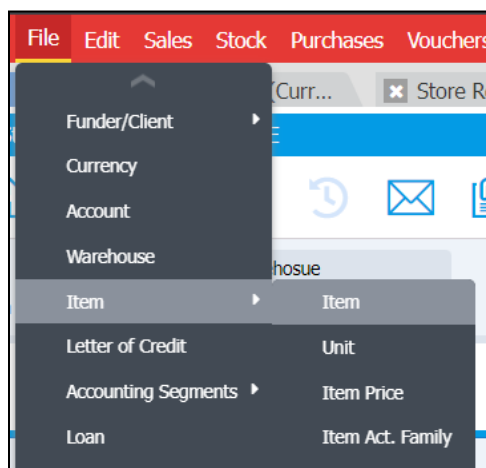 File Edit Sales Stock Purchases Vouchers
(Curr... Store R
Funder/Client
E
Currency
Account
Warehouse
hosue
Item Item
Letter of Credit Unit
Accounting Segments Item Price
Loan Item Act. Family